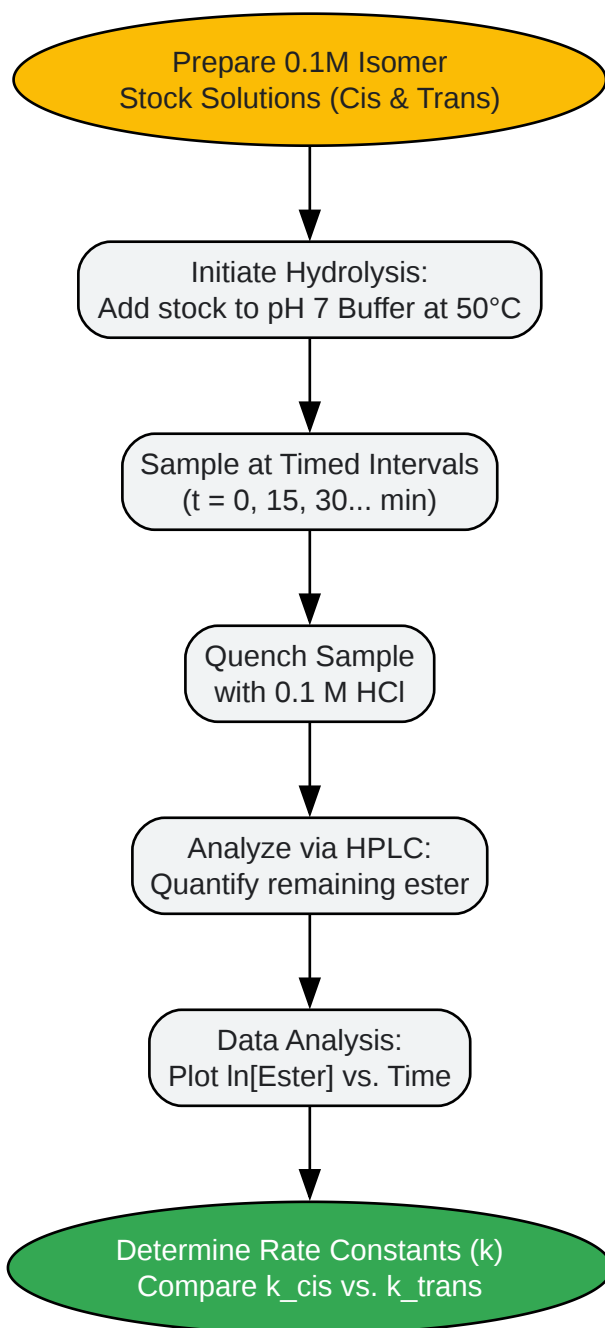 Prepare 0.1M Isomer
Stock Solutions (Cis & Trans)
Initiate Hydrolysis:
Add stock to pH 7 Buffer at 50°C
Sample at Timed Intervals
(t = 0, 15, 30... min)
Quench Sample
with 0.1 M HCl
Analyze via HPLC:
Quantify remaining ester
Data Analysis:
Plot ln[Ester] vs. Time
Determine Rate Constants (k)
Compare k_cis vs. k_trans